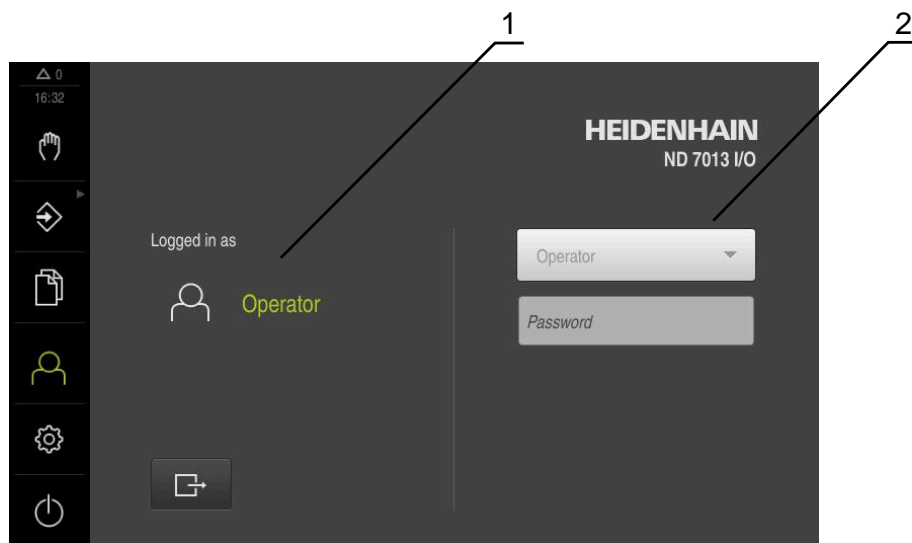 1
2
△ 0
16:32
HEIDENHAIN
ND 7013 I/O
Logged in as
Operator
Operator
Password